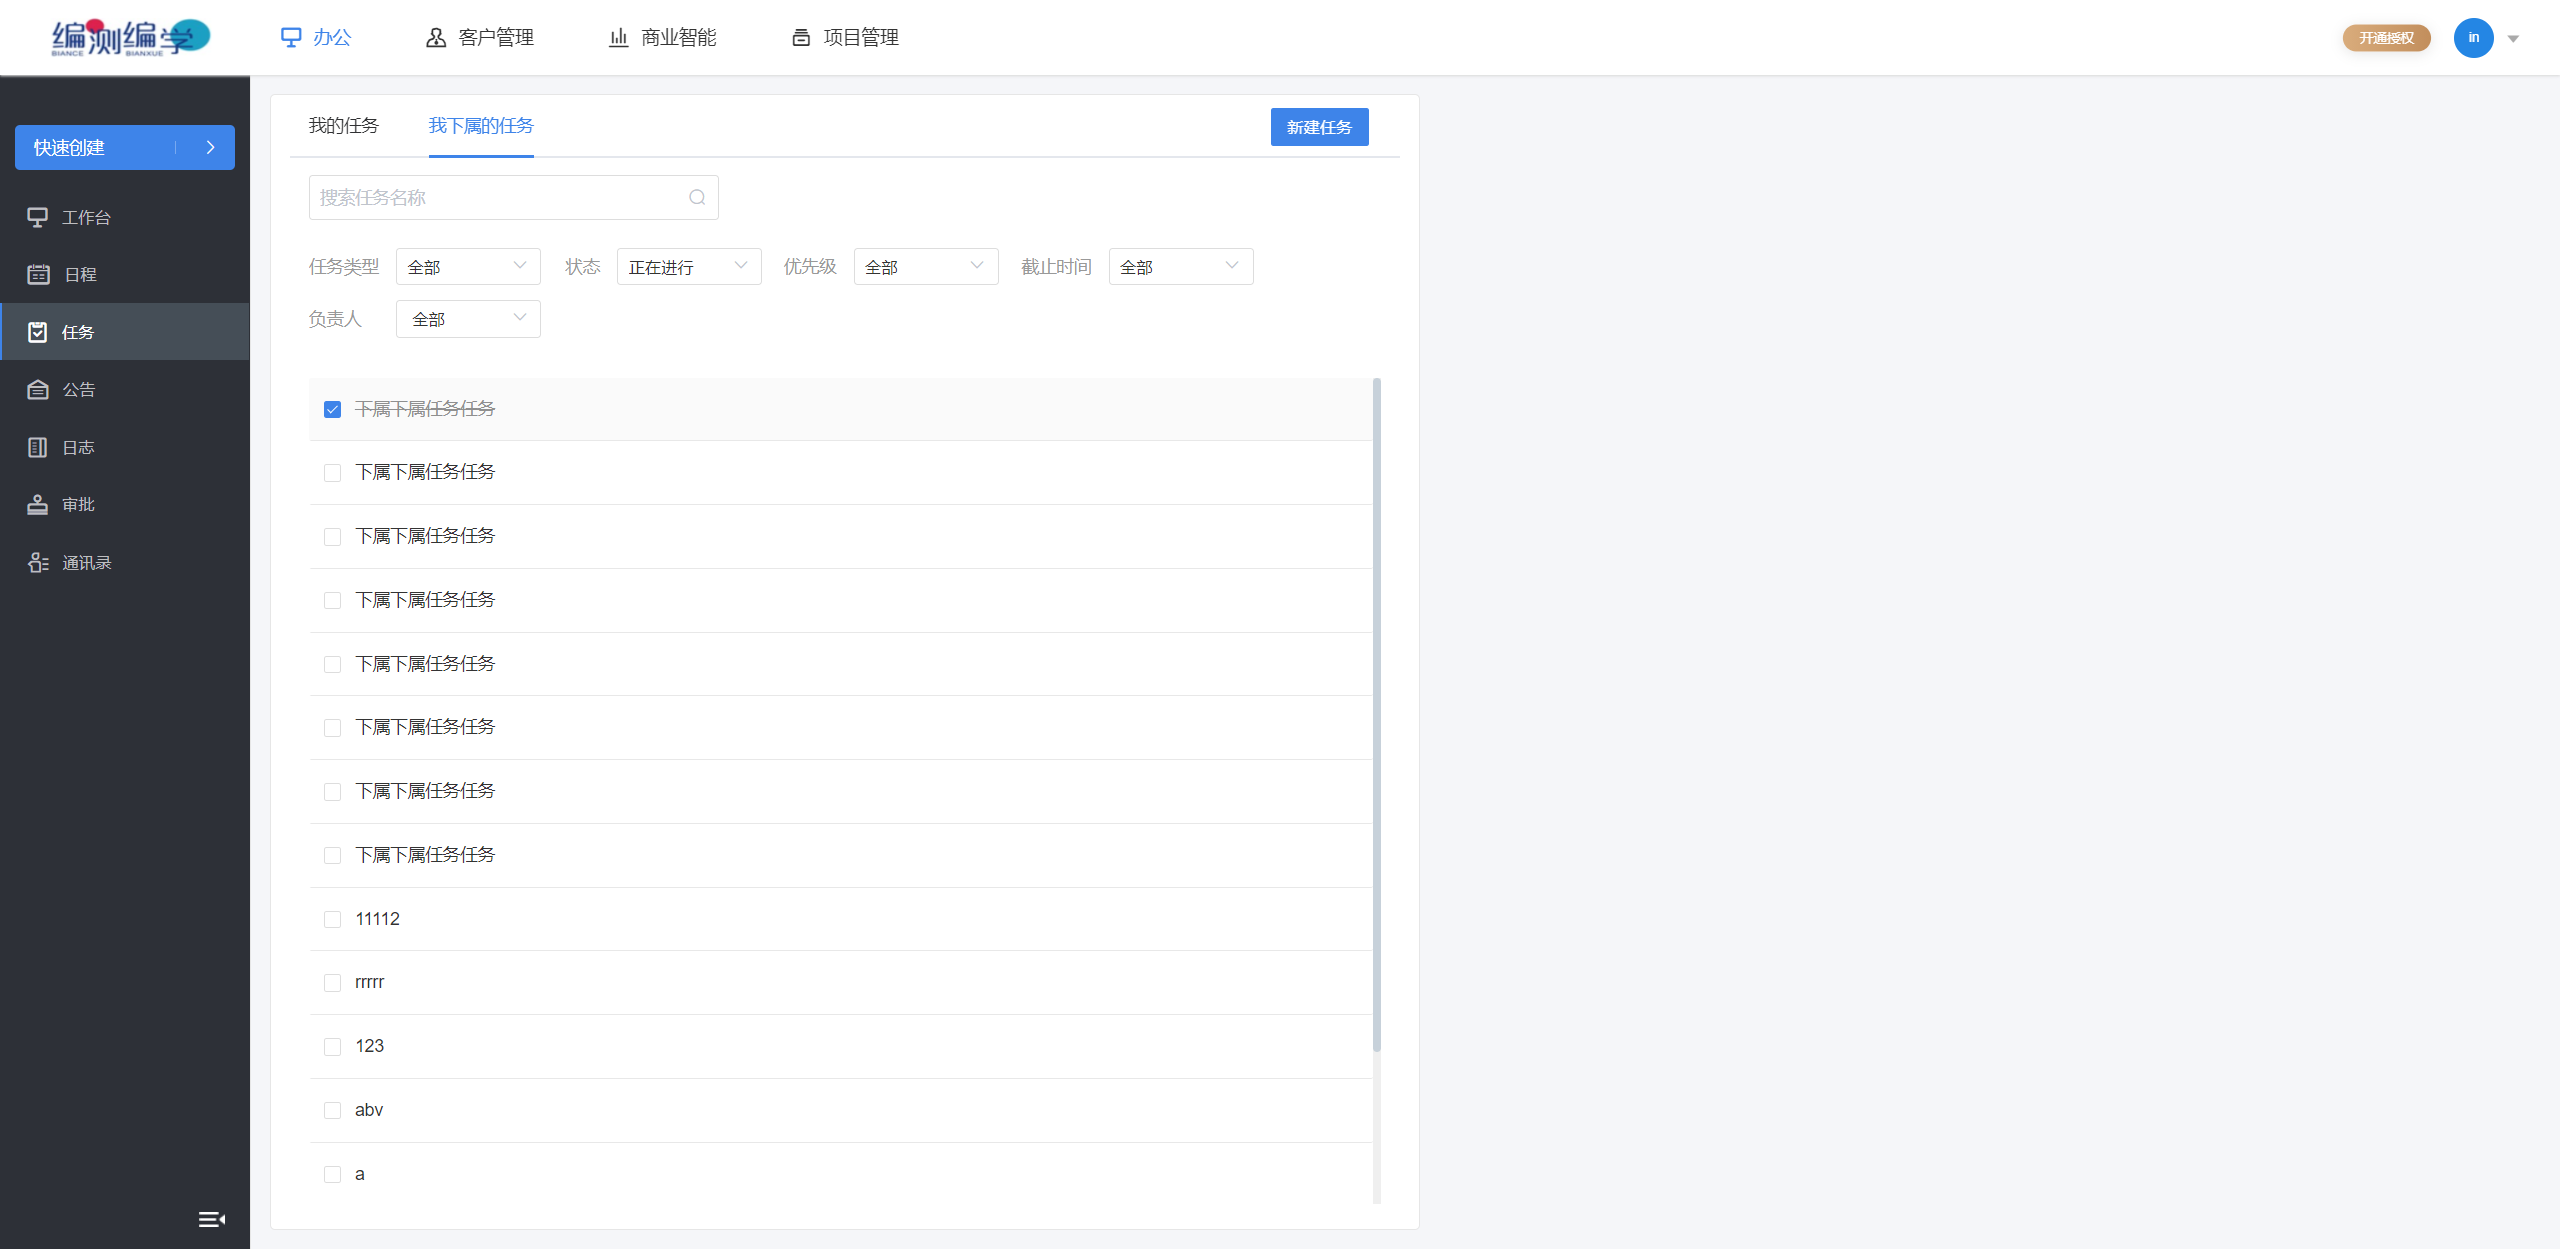 编测编学
BIANCE BIANXUE
办公
客户管理
商业智能
项目管理
开通授权
in
快速创建
工作台
日程
任务
公告
日志
审批
通讯录
我的任务
我下属的任务
新建任务
搜索任务名称
任务类型 全部 状态 正在进行 优先级 全部 截止时间 全部
负责人 全部
下属下属任务任务
下属下属任务任务
下属下属任务任务
下属下属任务任务
下属下属任务任务
下属下属任务任务
下属下属任务任务
下属下属任务任务
11112
rrrrr
123
abv
a